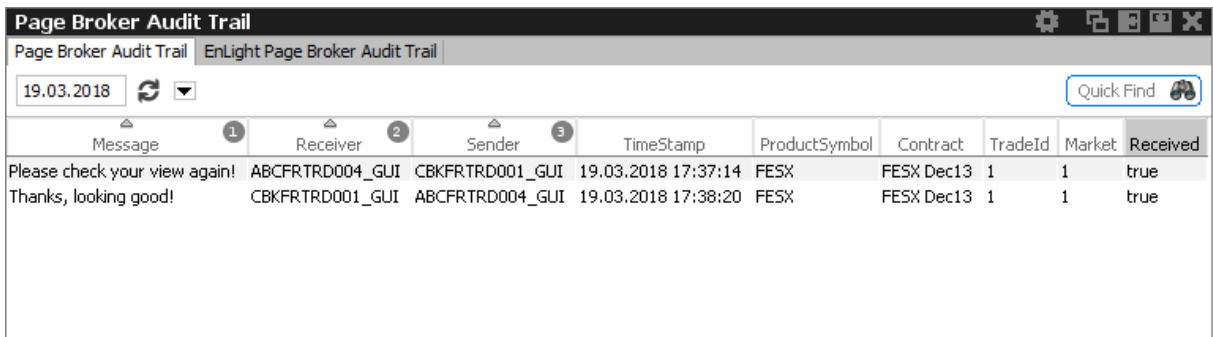 Page Broker Audit Trail
Page Broker Audit Trail EnLight Page Broker Audit Trail
19.03.2018 Quick Find
Message 1 Receiver 2 Sender 3 TimeStamp ProductSymbol Contract TradeId Market Received
Please check your view again! ABCFRTRD004_GUI CBKFRTRD001_GUI 19.03.2018 17:37:14 FESX FESX Dec13 1 1 true
Thanks, looking good! CBKFRTRD001_GUI ABCFRTRD004_GUI 19.03.2018 17:38:20 FESX FESX Dec13 1 1 true